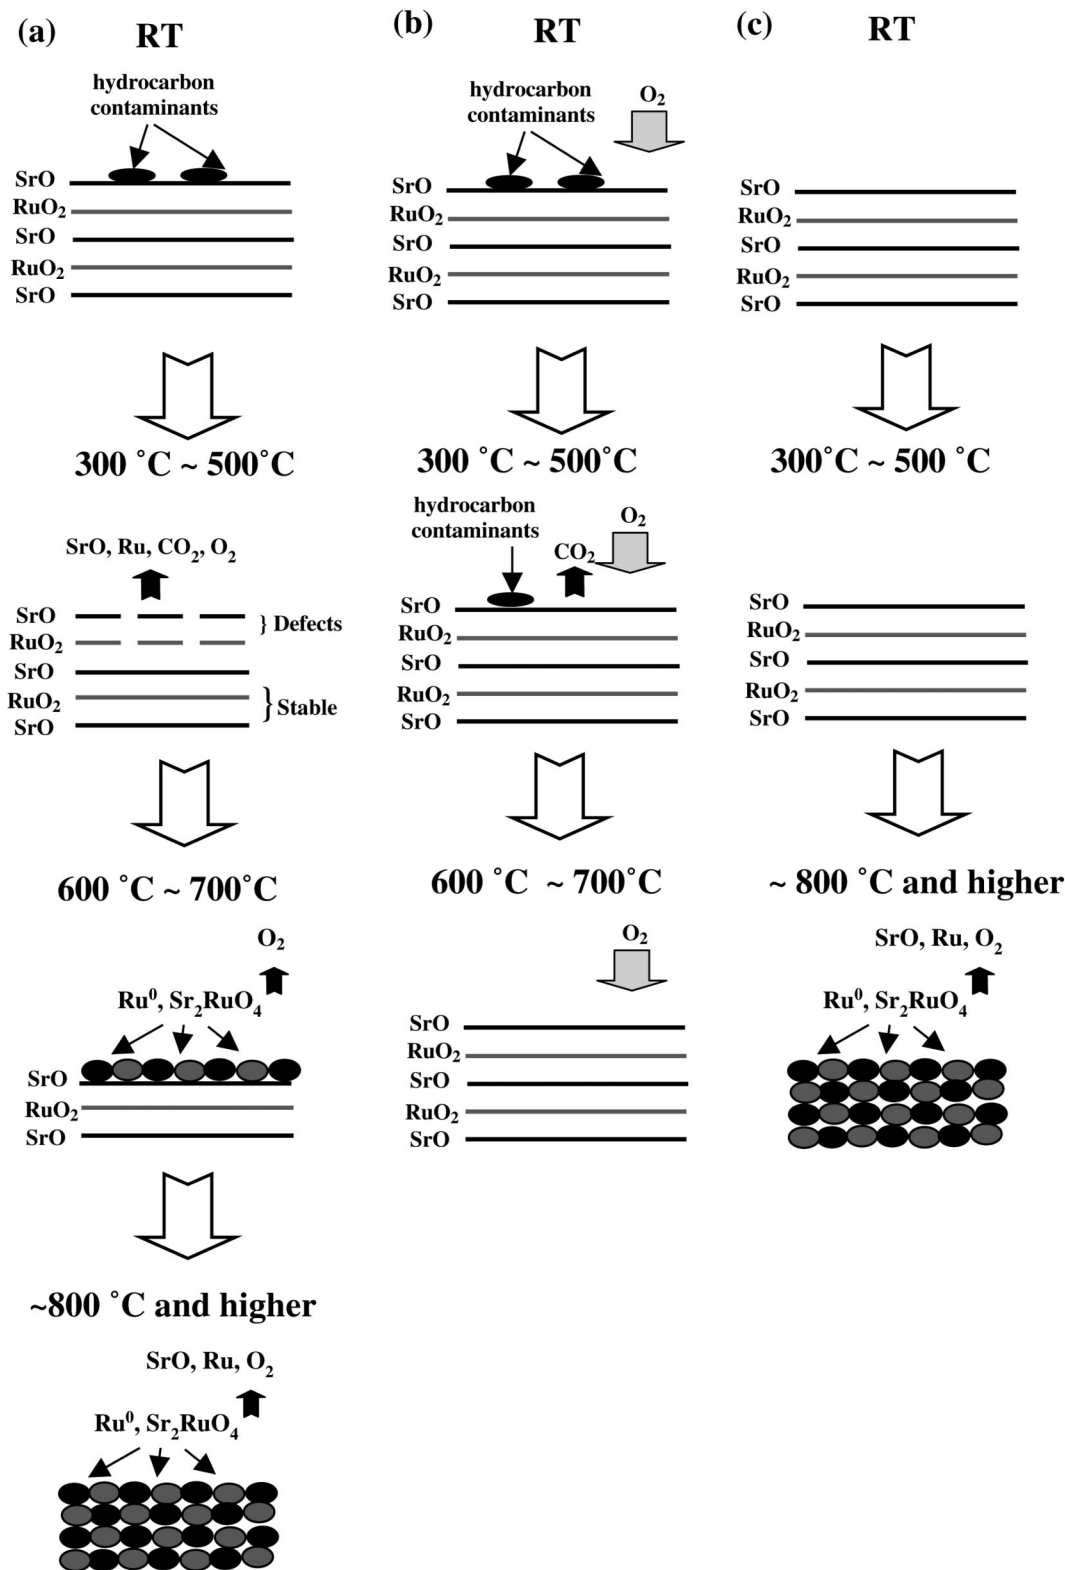 (a) RT
hydrocarbon
contaminants
SrO
RuO₂
SrO
RuO₂
SrO
300 ˚C ~ 500˚C
SrO, Ru, CO₂, O₂
SrO
RuO₂
} Defects
SrO
RuO₂
} Stable
SrO
600 ˚C ~ 700˚C
O₂
Ru⁰, Sr₂RuO₄
SrO
RuO₂
SrO
~800 ˚C and higher
SrO, Ru, O₂
Ru⁰, Sr₂RuO₄
(b) RT
hydrocarbon
contaminants
O₂
SrO
RuO₂
SrO
RuO₂
SrO
300 ˚C ~ 500˚C
hydrocarbon
contaminants
CO₂
O₂
SrO
RuO₂
SrO
RuO₂
SrO
600 ˚C ~ 700˚C
O₂
SrO
RuO₂
SrO
RuO₂
SrO
(c) RT
SrO
RuO₂
SrO
RuO₂
SrO
300˚C ~ 500 ˚C
SrO
RuO₂
SrO
RuO₂
SrO
~ 800 ˚C and higher
SrO, Ru, O₂
Ru⁰, Sr₂RuO₄